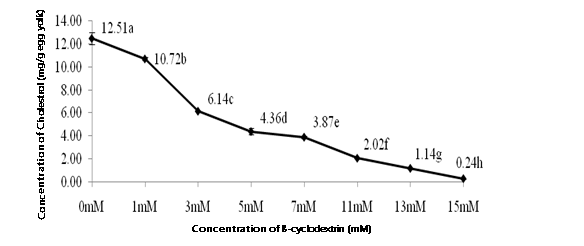 Concentration of Cholestrol (mg/g egg yolk)
14.00
12.00
10.00
8.00
6.00
4.00
2.00
0.00
12.51a
10.72b
6.14c
4.36d
3.87e
2.02f
1.14g
0.24h
0mM 1mM 3mM 5mM 7mM 11mM 13mM 15mM
Concentration of ß-cyclodextrin (mM)